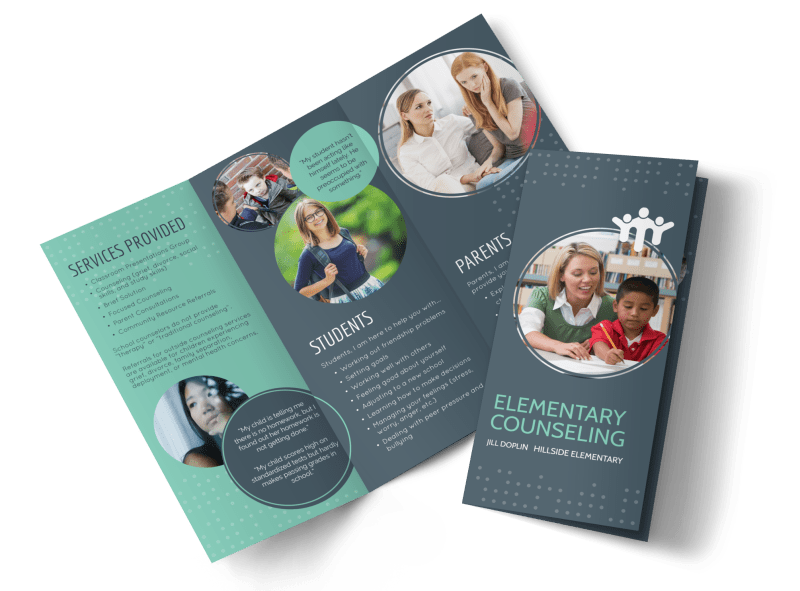 SERVICES PROVIDED
• Classroom Presentations Group
• Counseling (grief, divorce, social
skills, and study skills)
• Brief Solution
• Focused Counseling
• Parent Consultations
• Community Resource Referrals
School counselors do not provide
"therapy" or "traditional counseling"
Referrals for outside counseling services
are available for children experiencing
grief, divorce, family separation,
deployment, or mental health concerns.
"My child is telling me
there is no homework, but I
found out her homework is
not getting done."
"My child scores high on
standardized tests but hardly
makes passing grades in
school."
"My student hasn't
been acting like
himself lately. He
seems to be
preoccupied with
something."
STUDENTS
Students, I am here to help you with...
• Working our friendship problems
• Setting goals
• Working well with others
• Feeling good about yourself
• Adjusting to a new school
• Learning how to make decisions
• Managing your feelings (stress,
worry, anger, etc.)
• Dealing with peer pressure and
bullying
PARENTS
Parents, I am
provide you
ELEMENTARY
COUNSELING
JILL DOPLIN HILLSIDE ELEMENTARY